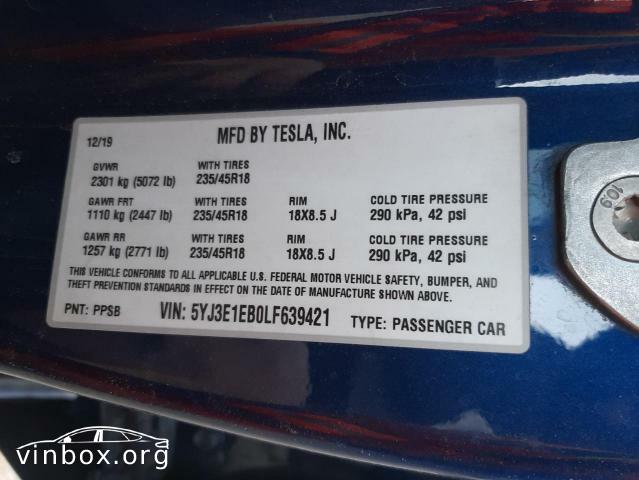 12/19 MFD BY TESLA, INC.
GVWR WITH TIRES
2301 kg (5072 lb) 235/45R18
GAWR FRT WITH TIRES RIM COLD TIRE PRESSURE
1110 kg (2447 lb) 235/45R18 18X8.5 J 290 kPa, 42 psi
GAWR RR WITH TIRES RIM COLD TIRE PRESSURE
1257 kg (2771 lb) 235/45R18 18X8.5 J 290 kPa, 42 psi
THIS VEHICLE CONFORMS TO ALL APPLICABLE U.S. FEDERAL MOTOR VEHICLE SAFETY, BUMPER, AND
THEFT PREVENTION STANDARDS IN EFFECT ON THE DATE OF MANUFACTURE SHOWN ABOVE.
PNT: PPSB VIN: 5YJ3E1EB0LF639421 TYPE: PASSENGER CAR
10.9
vinbox.org